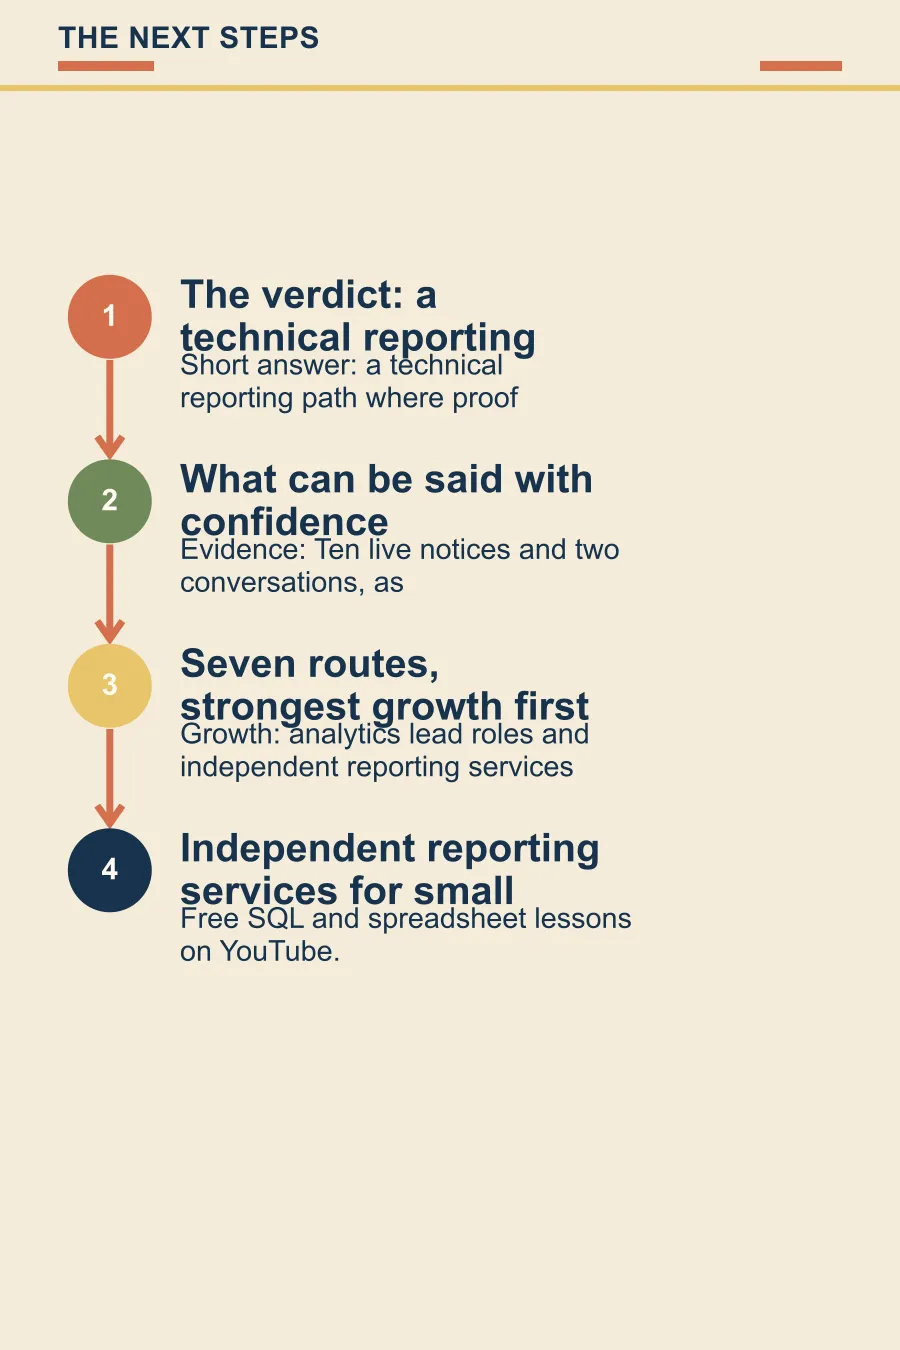 THE NEXT STEPS
1
The verdict: a
technical reporting
Short answer: a technical
reporting path where proof
2
What can be said with
confidence
Evidence: Ten live notices and two
conversations, as
3
Seven routes,
strongest growth first
Growth: analytics lead roles and
independent reporting services
4
Independent reporting
services for small
Free SQL and spreadsheet lessons
on YouTube.